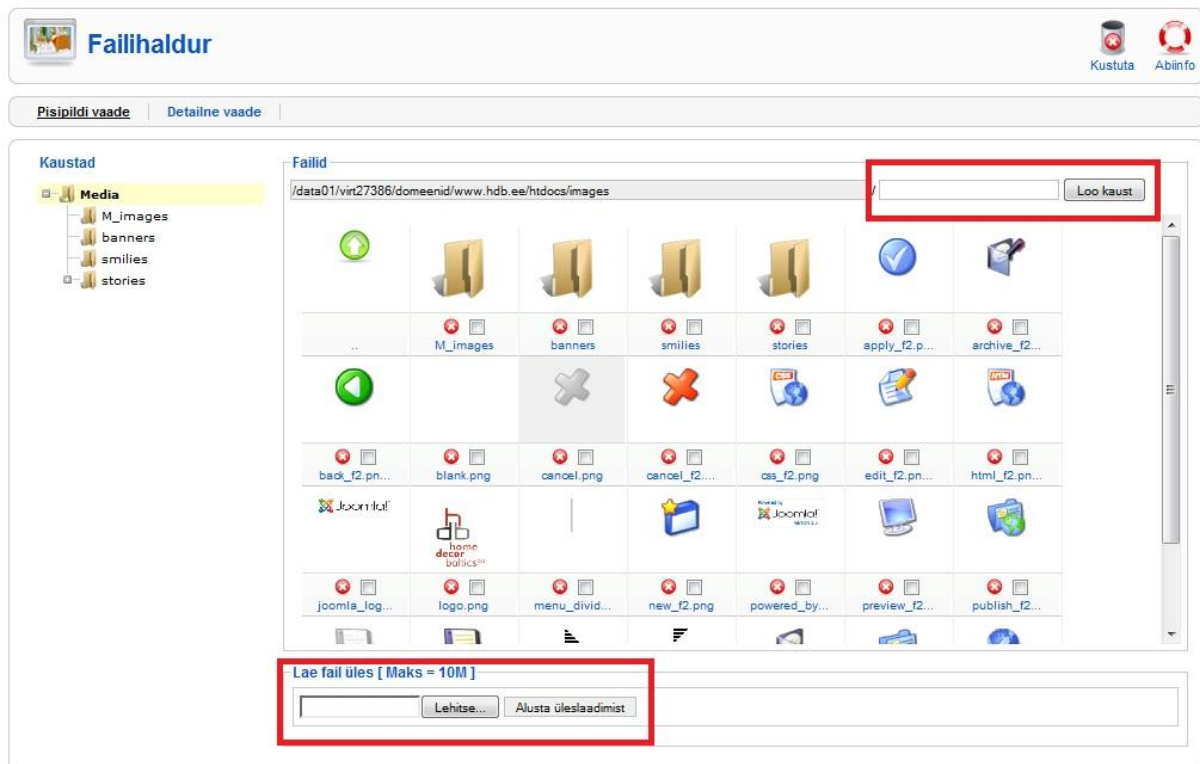 Failihaldur
Kustuta
Abiinfo
Pisipildi vaade
Detailne vaade
Kaustad
Media
M_images
banners
smilies
stories
Failid
/data01/virt27386/domeenid/www.hdb.ee/htdocs/images
/
Loo kaust
..
M_images
banners
smilies
stories
apply_f2.p...
archive_f2...
back_f2.pn...
blank.png
cancel.png
cancel_f2....
css_f2.png
edit_f2.pn...
html_f2.pn...
Joomla!
home
decor
baltics
Joomla!
joomla_log...
logo.png
menu_divid...
new_f2.png
powered_by...
preview_f2...
publish_f2...
Lae fail üles [ Maks = 10M ]
Lehitse...
Alusta üleslaadimist